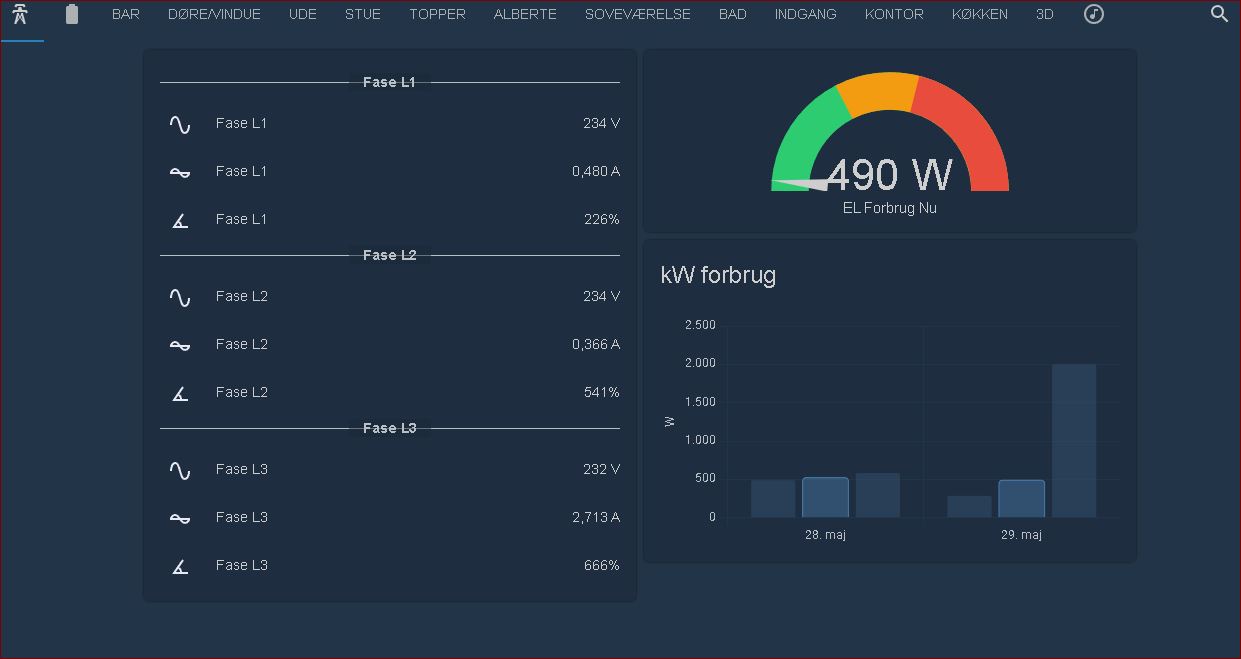 BAR DØRE/VINDUE UDE STUE TOPPER ALBERTE SOVEVÆRELSE BAD INDGANG KONTOR KØKKEN 3D
Fase L1
Fase L1 234 V
Fase L1 0,480 A
Fase L1 226%
Fase L2
Fase L2 234 V
Fase L2 0,366 A
Fase L2 541%
Fase L3
Fase L3 232 V
Fase L3 2,713 A
Fase L3 666%
490 W
EL Forbrug Nu
kW forbrug
2.500
2.000
1.500
1.000
500
0
W
28. maj 29. maj